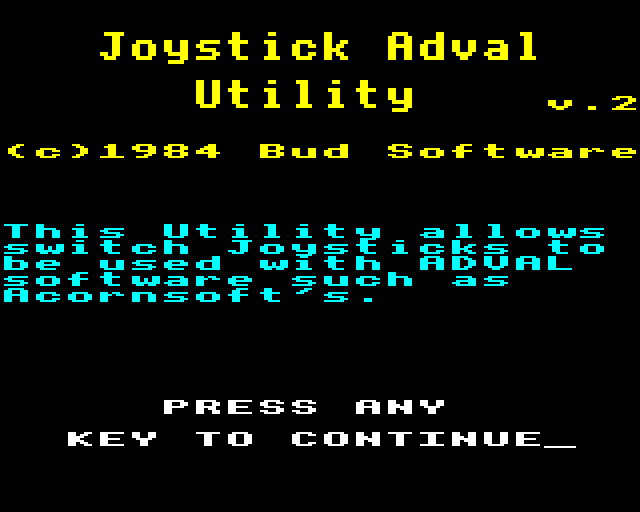 Joystick Adval
Utility v.2
(c)1984 Bud Software
This Utility allows
switch Joysticks to
be used with ADVAL
software such as
Acornsoft's.
PRESS ANY
KEY TO CONTINUE_